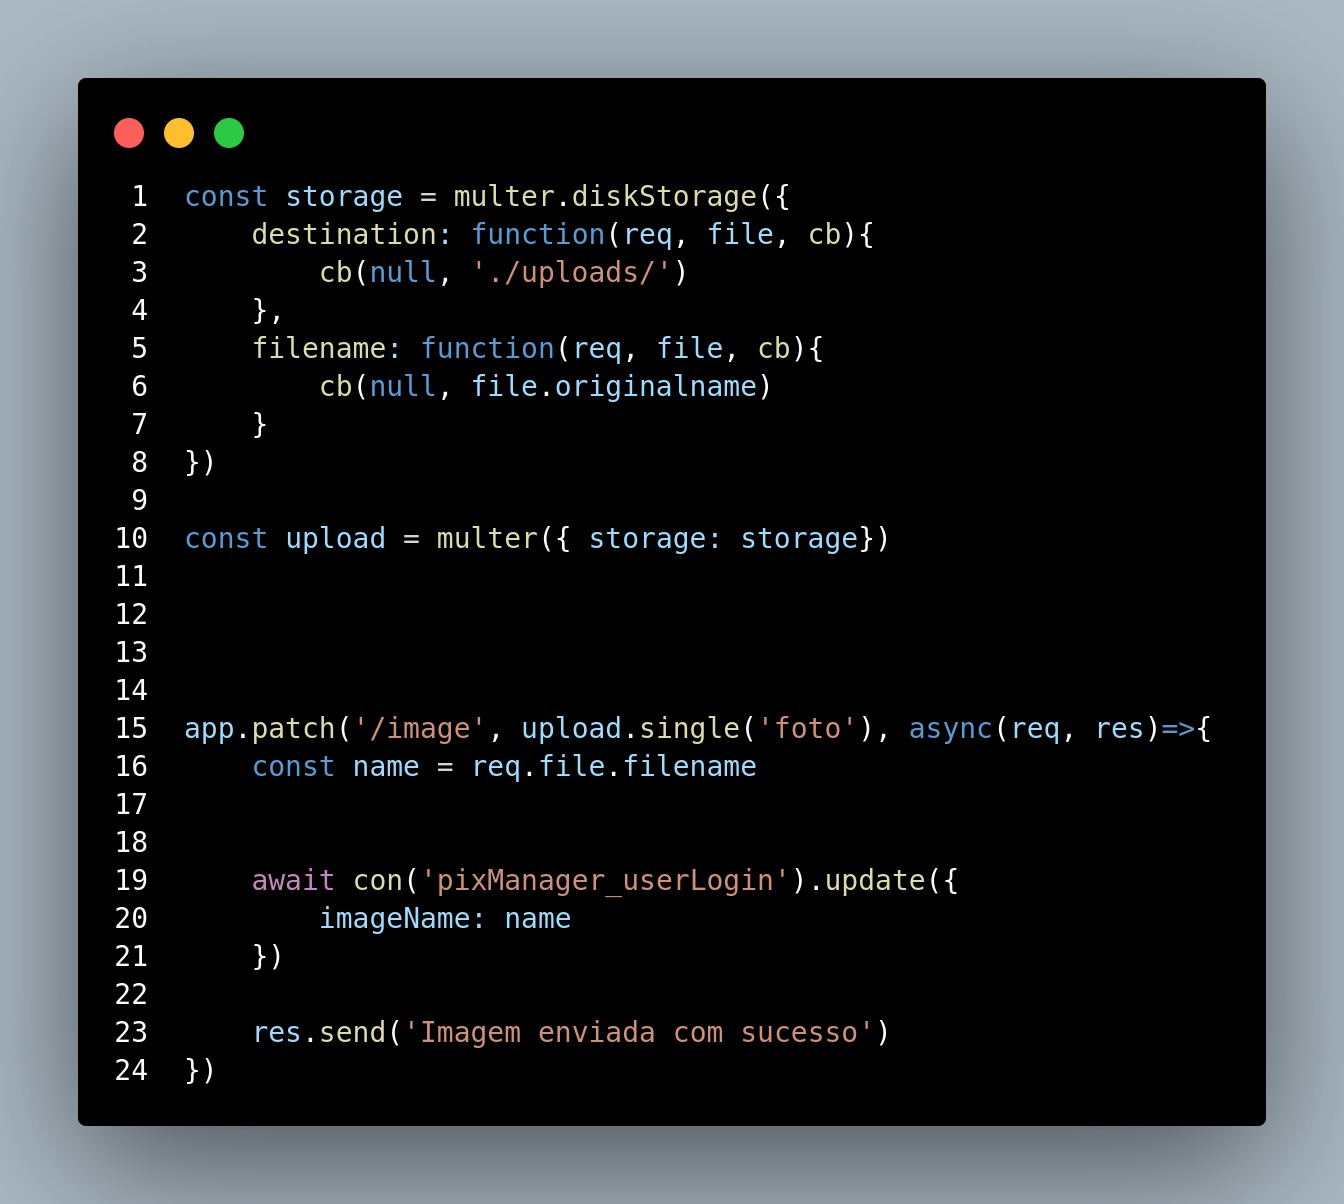 1 const storage = multer.diskStorage({
2     destination: function(req, file, cb){
3         cb(null, './uploads/')
4     },
5     filename: function(req, file, cb){
6         cb(null, file.originalname)
7     }
8 })
9
10 const upload = multer({ storage: storage})
11
12
13
14
15 app.patch('/image', upload.single('foto'), async(req, res)=>{
16     const name = req.file.filename
17
18
19     await con('pixManager_userLogin').update({
20         imageName: name
21     })
22
23     res.send('Imagem enviada com sucesso')
24 })